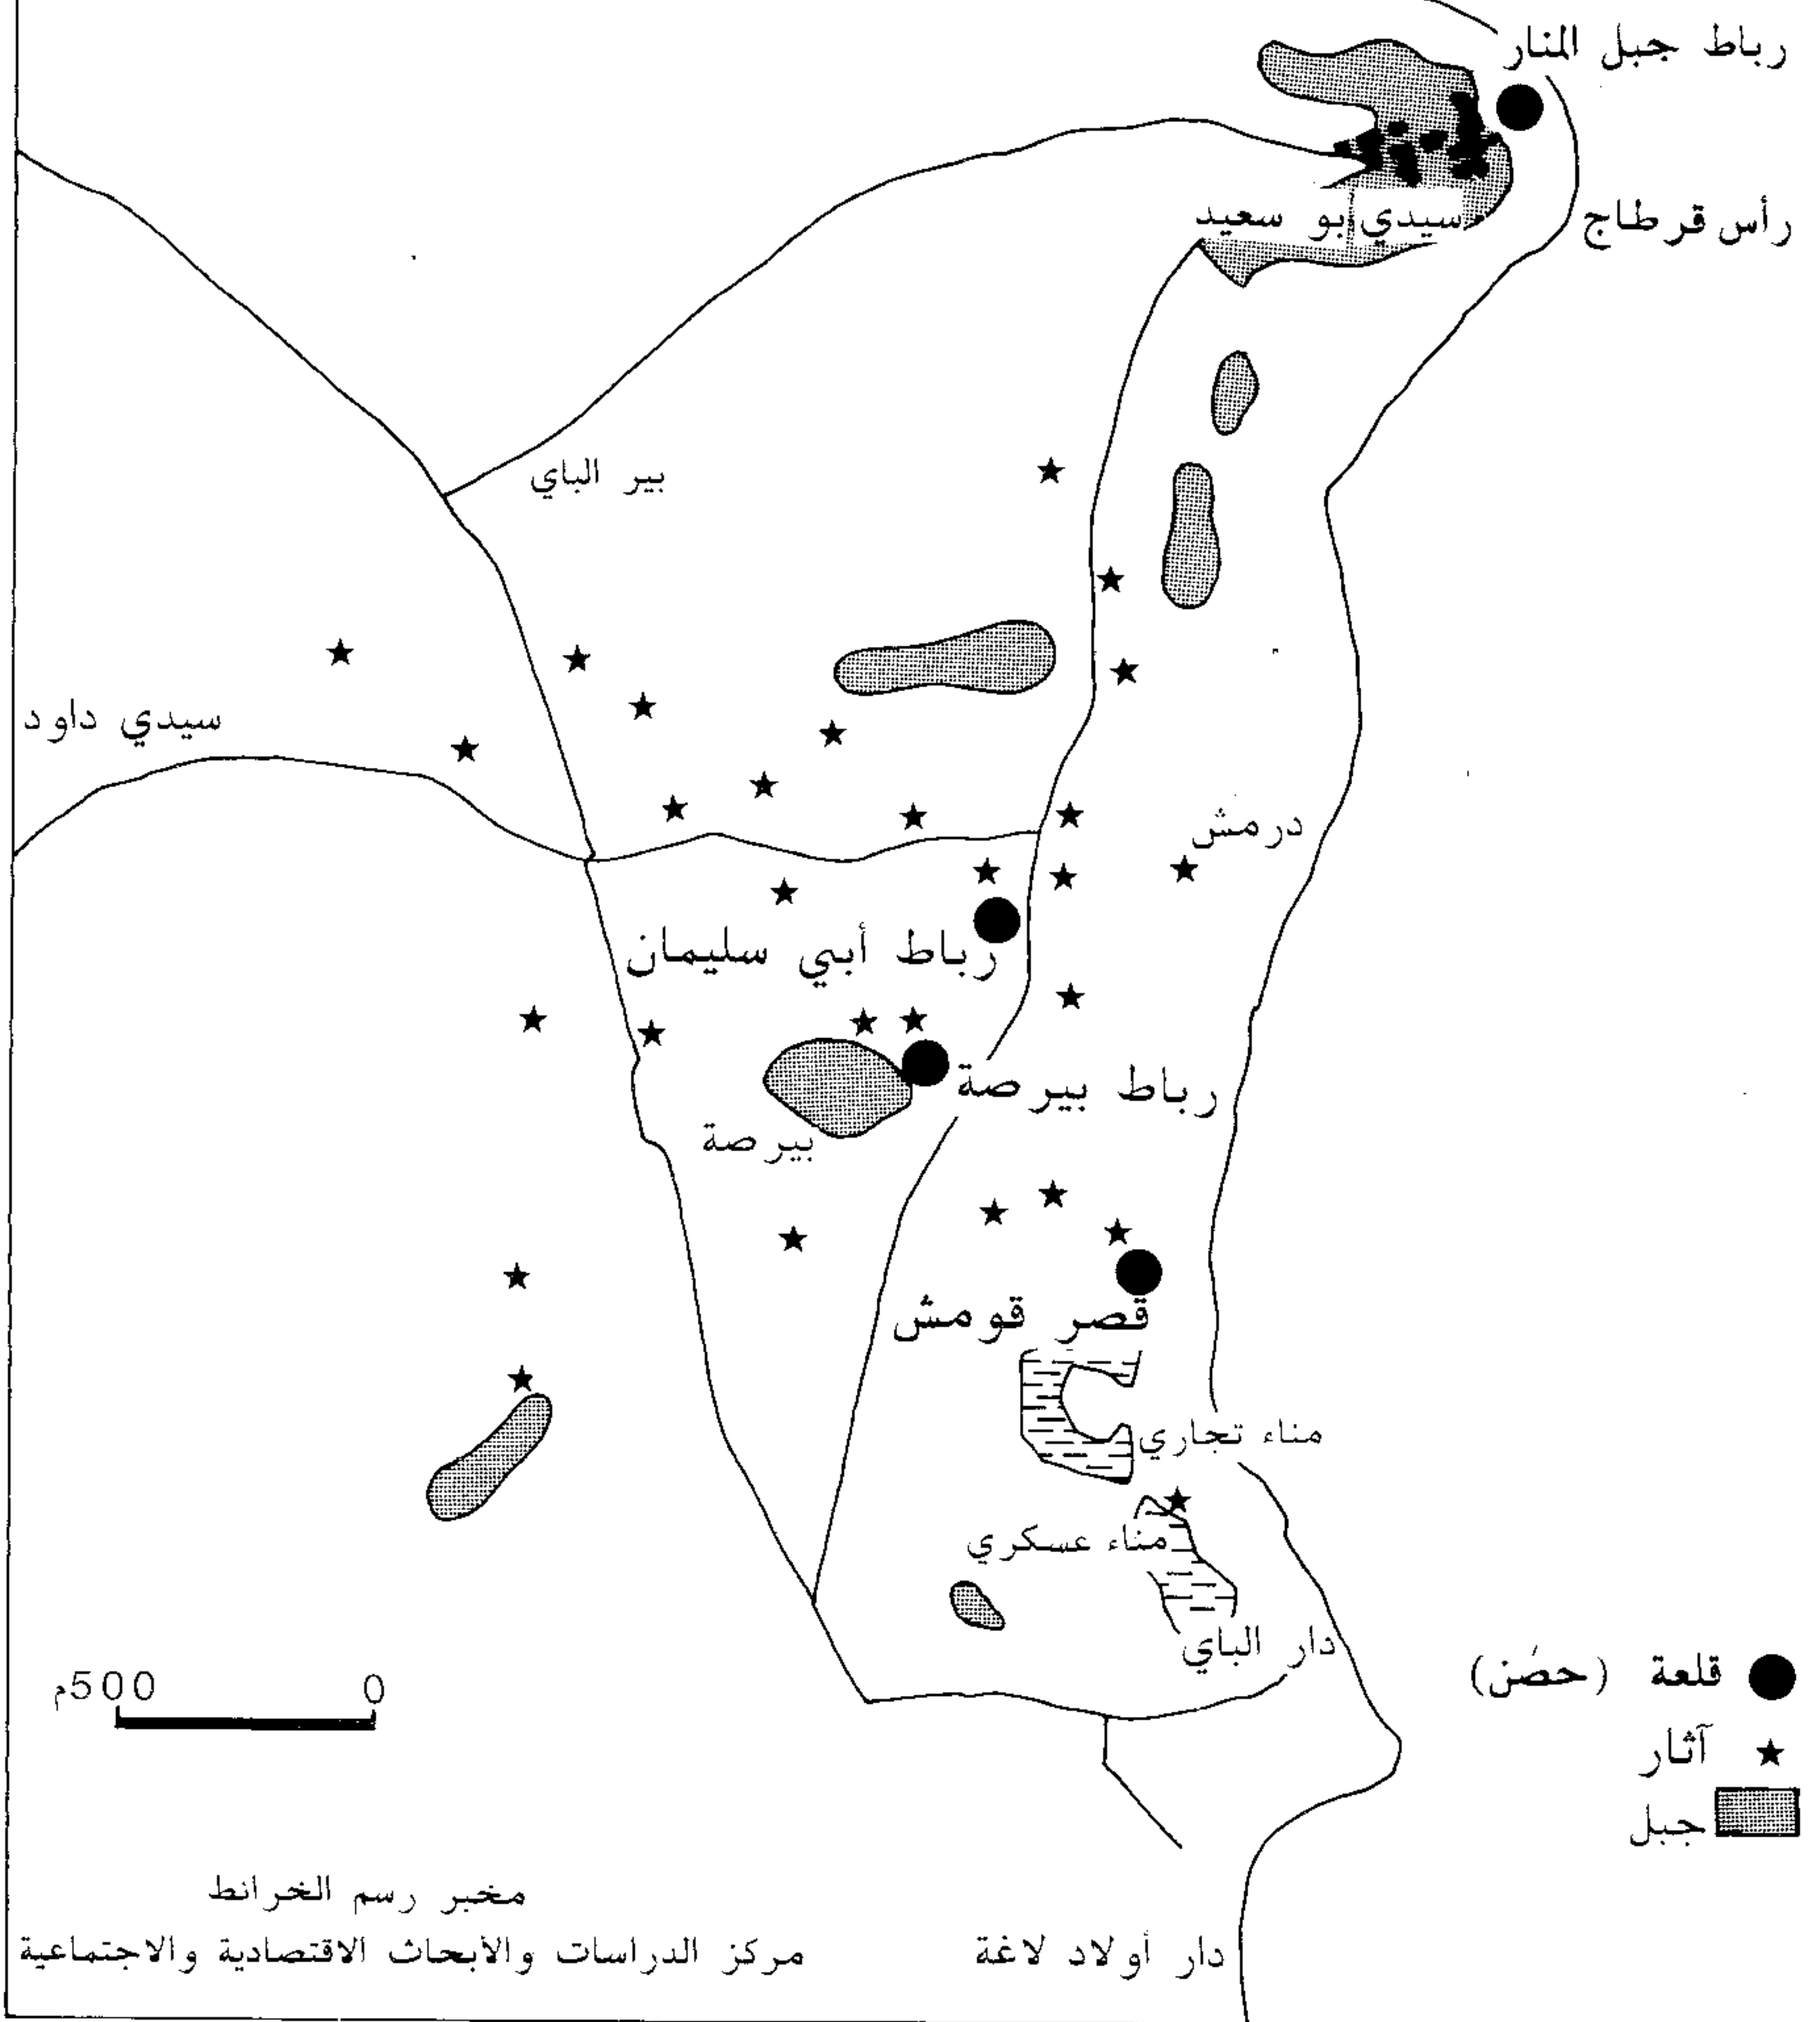 رباط جبل المنار
رأس قرطاج
سيدي بو سعيد
بير الباي
سيدي داود
درمش
رباط أبي سليمان
رباط بيرصة
بيرصة
قصر قومش
مناء تجاري
مناء عسكري
دار الباي
قلعة (حصن)
آثار
جبل
500م 0
مخبر رسم الخرائط
مركز الدراسات والأبحاث الاقتصادية والاجتماعية
دار أولاد لاغة